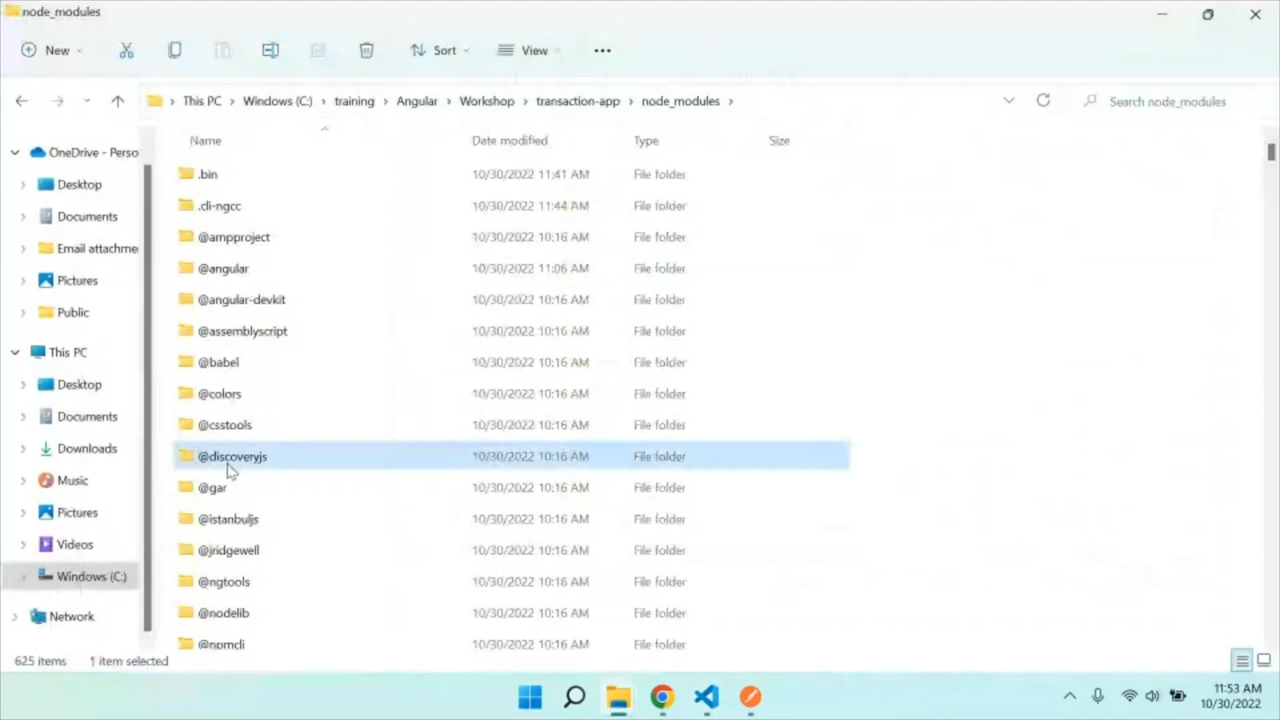 node_modules
New
Sort
View
This PC
Windows (C:)
training
Angular
Workshop
transaction-app
node_modules
Search node_modules
Name
Date modified
Type
Size
OneDrive - Perso
Desktop
Documents
Email attachme
Pictures
Public
This PC
Desktop
Documents
Downloads
Music
Pictures
Videos
Windows (C:)
Network
.bin 10/30/2022 11:41 AM File folder
.cli-ngcc 10/30/2022 11:44 AM File folder
@ampproject 10/30/2022 10:16 AM File folder
@angular 10/30/2022 11:06 AM File folder
@angular-devkit 10/30/2022 10:16 AM File folder
@assemblyscript 10/30/2022 10:16 AM File folder
@babel 10/30/2022 10:16 AM File folder
@colors 10/30/2022 10:16 AM File folder
@csstools 10/30/2022 10:16 AM File folder
@discoveryjs 10/30/2022 10:16 AM File folder
@gar 10/30/2022 10:16 AM File folder
@istanbuljs 10/30/2022 10:16 AM File folder
@jridgewell 10/30/2022 10:16 AM File folder
@ngtools 10/30/2022 10:16 AM File folder
@nodelib 10/30/2022 10:16 AM File folder
@npmcli 10/30/2022 10:16 AM File folder
625 items
1 item selected
11:53 AM
10/30/2022